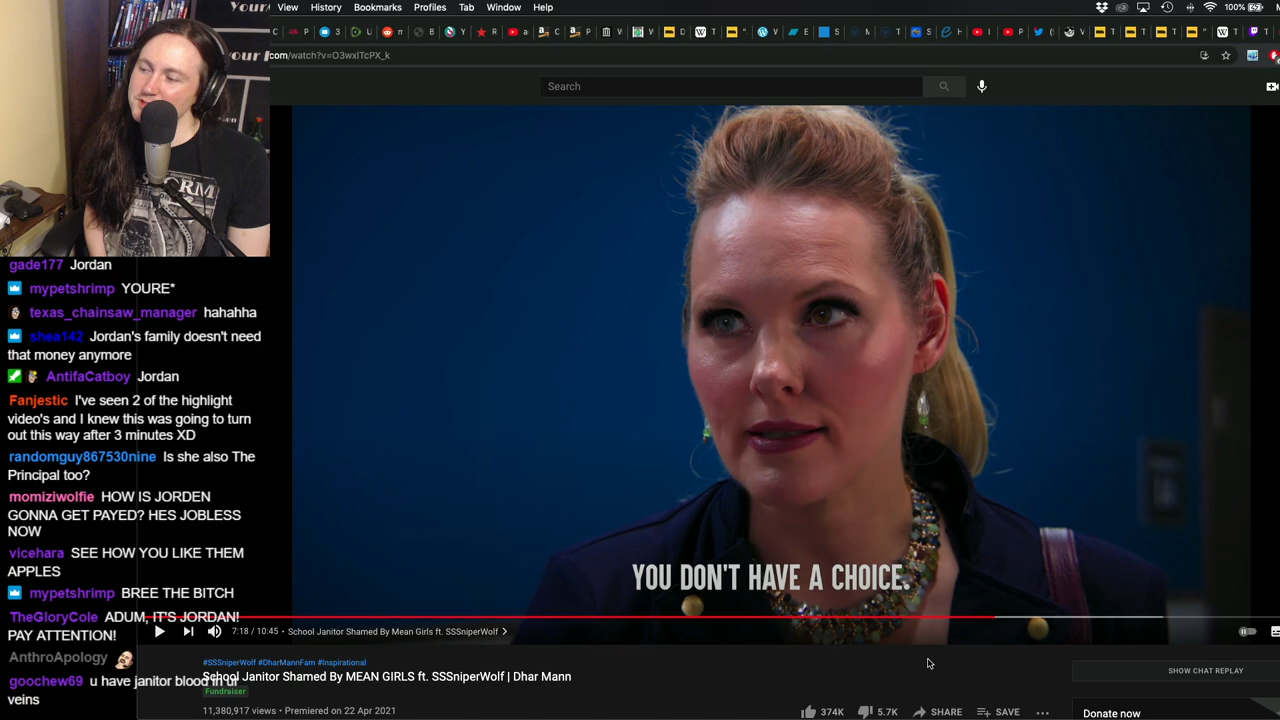 View History Bookmarks Profiles Tab Window Help 100%
com/watch?v=O3wxlTcPX_k
Search
gade177 Jordan
mypetshrimp YOURE*
texas_chainsaw_manager hahahha
shea142 Jordan's family doesn't need
that money anymore
AntifaCatboy Jordan
Fanjestic I've seen 2 of the highlight
video's and I knew this was going to turn
out this way after 3 minutes XD
randomguy867530nine Is she also The
Principal too?
momiziwolfie HOW IS JORDEN
GONNA GET PAYED? HES JOBLESS
NOW
vicehara SEE HOW YOU LIKE THEM
APPLES
mypetshrimp BREE THE BITCH
TheGloryCole ADUM, IT'S JORDAN!
PAY ATTENTION!
AnthroApology
goochew69 u have janitor blood in ur
veins
YOU DON'T HAVE A CHOICE.
7:18 / 10:45 • School Janitor Shamed By Mean Girls ft. SSSniperWolf
#SSSniperWolf #DharMannFam #Inspirational
School Janitor Shamed By MEAN GIRLS ft. SSSniperWolf | Dhar Mann
Fundraiser
11,380,917 views • Premiered on 22 Apr 2021
374K 5.7K SHARE SAVE
SHOW CHAT REPLAY
Donate now